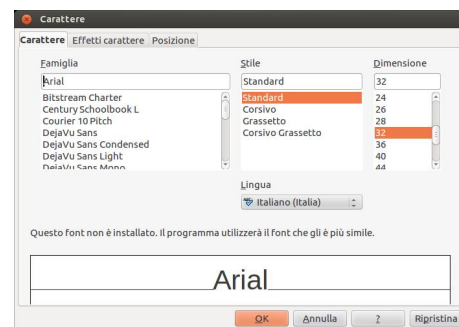 Carattere
Carattere Effetti carattere Posizione
Famiglia Stile Dimensione
Arial Standard 32
Bitstream Charter Standard 24
Century Schoolbook L Corsivo 26
Courier 10 Pitch Grassetto 28
DejaVu Sans Corsivo Grassetto 32
DejaVu Sans Condensed 36
DejaVu Sans Light 40
DejaVu Sans Mono 44
Lingua
Italiano (Italia)
Questo font non è installato. Il programma utilizzerà il font che gli è più simile.
Arial
OK Annulla ? Ripristina